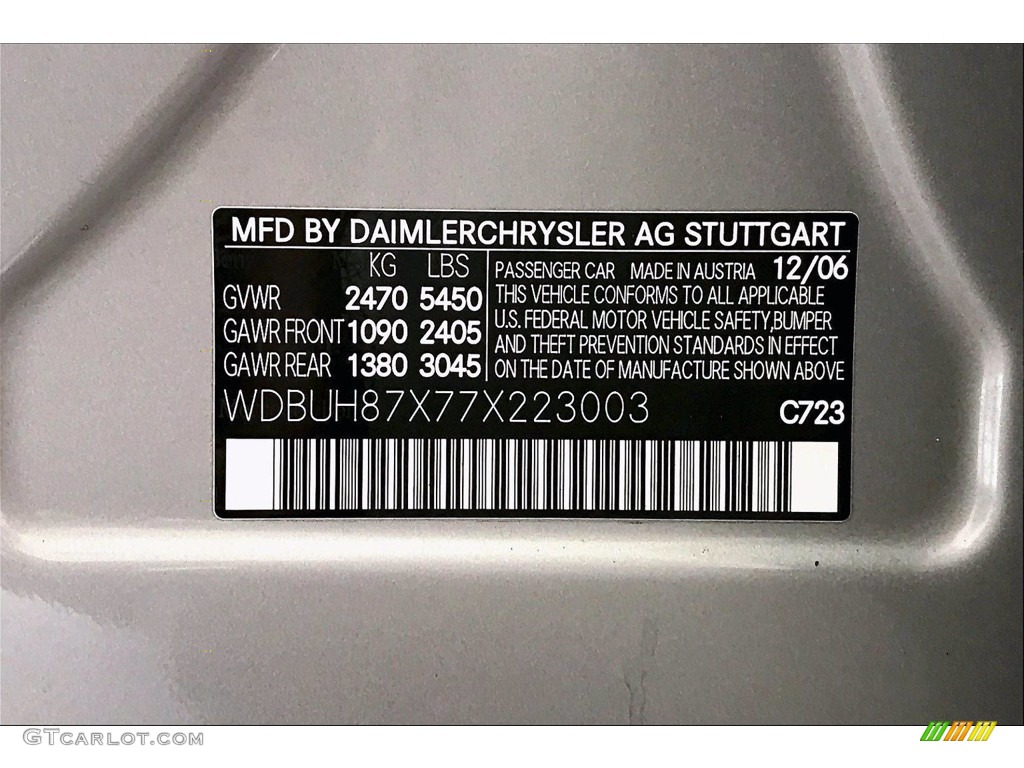 MFD BY DAIMLERCHRYSLER AG STUTTGART
KG LBS
GVWR 2470 5450
GAWR FRONT 1090 2405
GAWR REAR 1380 3045
PASSENGER CAR MADE IN AUSTRIA 12/06
THIS VEHICLE CONFORMS TO ALL APPLICABLE
U.S. FEDERAL MOTOR VEHICLE SAFETY,BUMPER
AND THEFT PREVENTION STANDARDS IN EFFECT
ON THE DATE OF MANUFACTURE SHOWN ABOVE
WDBUH87X77X223003 C723
GTCARLOT.COM